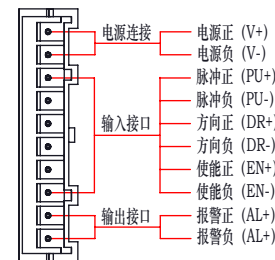 电源连接
电源正 (V+)
电源负 (V-)
输入接口
脉冲正 (PU+)
脉冲负 (PU-)
方向正 (DR+)
方向负 (DR-)
使能正 (EN+)
使能负 (EN-)
输出接口
报警正 (AL+)
报警负 (AL+)